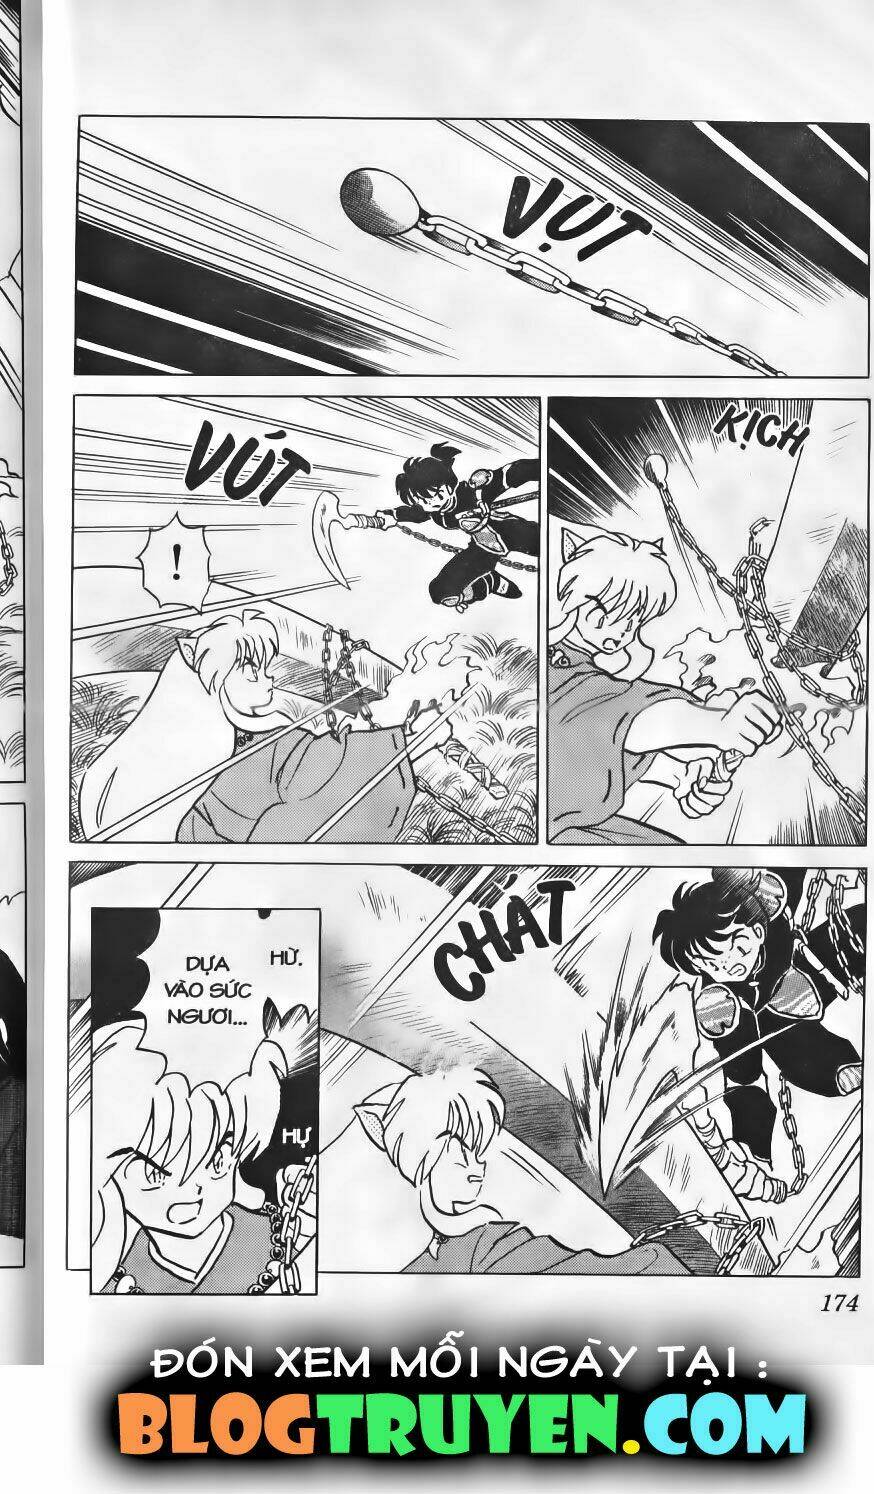 VỤT
VÚT
!
KỊCH
CHÁT
HỪ.
DỰA
VÀO SỨC
NGƯƠI...
HỰ
174
ĐÓN XEM MỖI NGÀY TẠI :
BLOGTRUYEN.COM